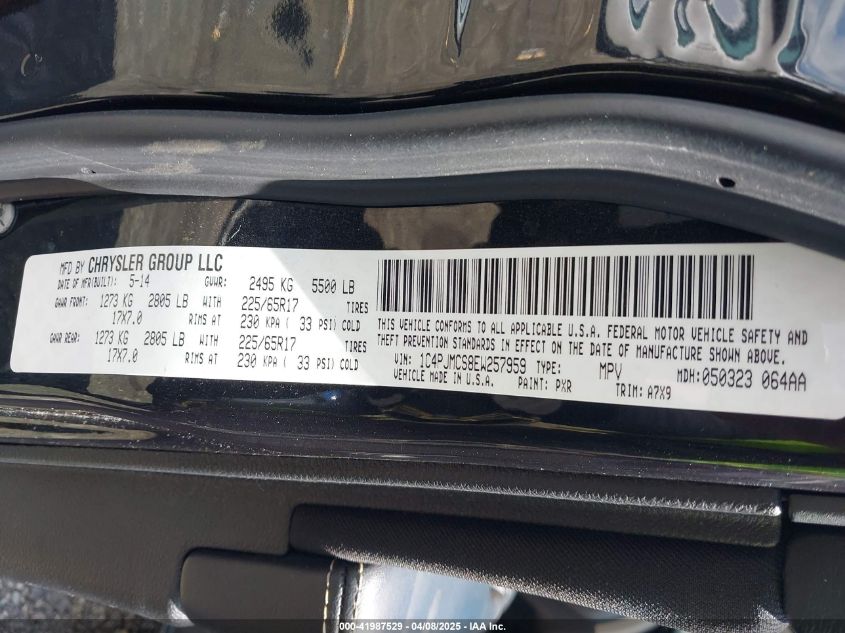 MFD BY CHRYSLER GROUP LLC
DATE OF MFR(BUILT): 5-14 GVWR: 2495 KG 5500 LB
GAWR FRONT: 1273 KG 2805 LB WITH 225/65R17 TIRES
17X7.0 RIMS AT 230 KPA ( 33 PSI) COLD
GAWR REAR: 1273 KG 2805 LB WITH 225/65R17 TIRES
17X7.0 RIMS AT 230 KPA ( 33 PSI) COLD
THIS VEHICLE CONFORMS TO ALL APPLICABLE U.S.A. FEDERAL MOTOR VEHICLE SAFETY AND
THEFT PREVENTION STANDARDS IN EFFECT ON THE DATE OF MANUFACTURE SHOWN ABOVE.
VIN: 1C4PJMCS8EW257959 TYPE: MPV MDH: 050323 064AA
VEHICLE MADE IN U.S.A. PAINT: PXR TRIM: A7X9
000-41987529 - 04/08/2025 - IAA Inc.